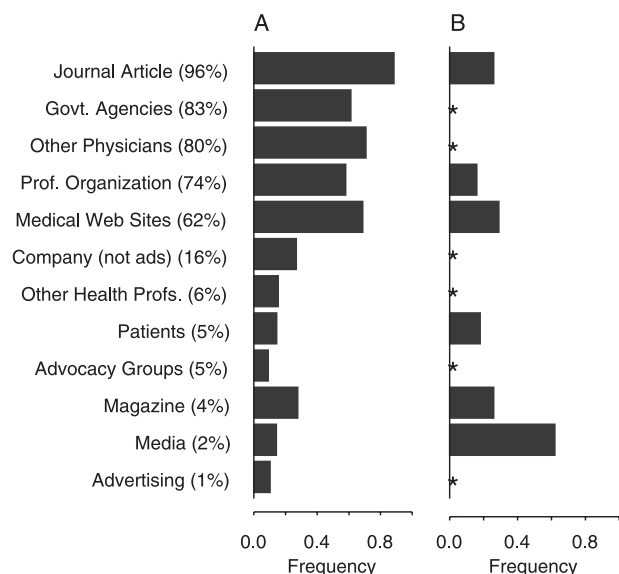 A B
Journal Article (96%)
Govt. Agencies (83%) *
Other Physicians (80%) *
Prof. Organization (74%)
Medical Web Sites (62%)
Company (not ads) (16%) *
Other Health Profs. (6%) *
Patients (5%)
Advocacy Groups (5%) *
Magazine (4%)
Media (2%)
Advertising (1%) *
0.0 0.4 0.8 0.0 0.4 0.8
Frequency Frequency